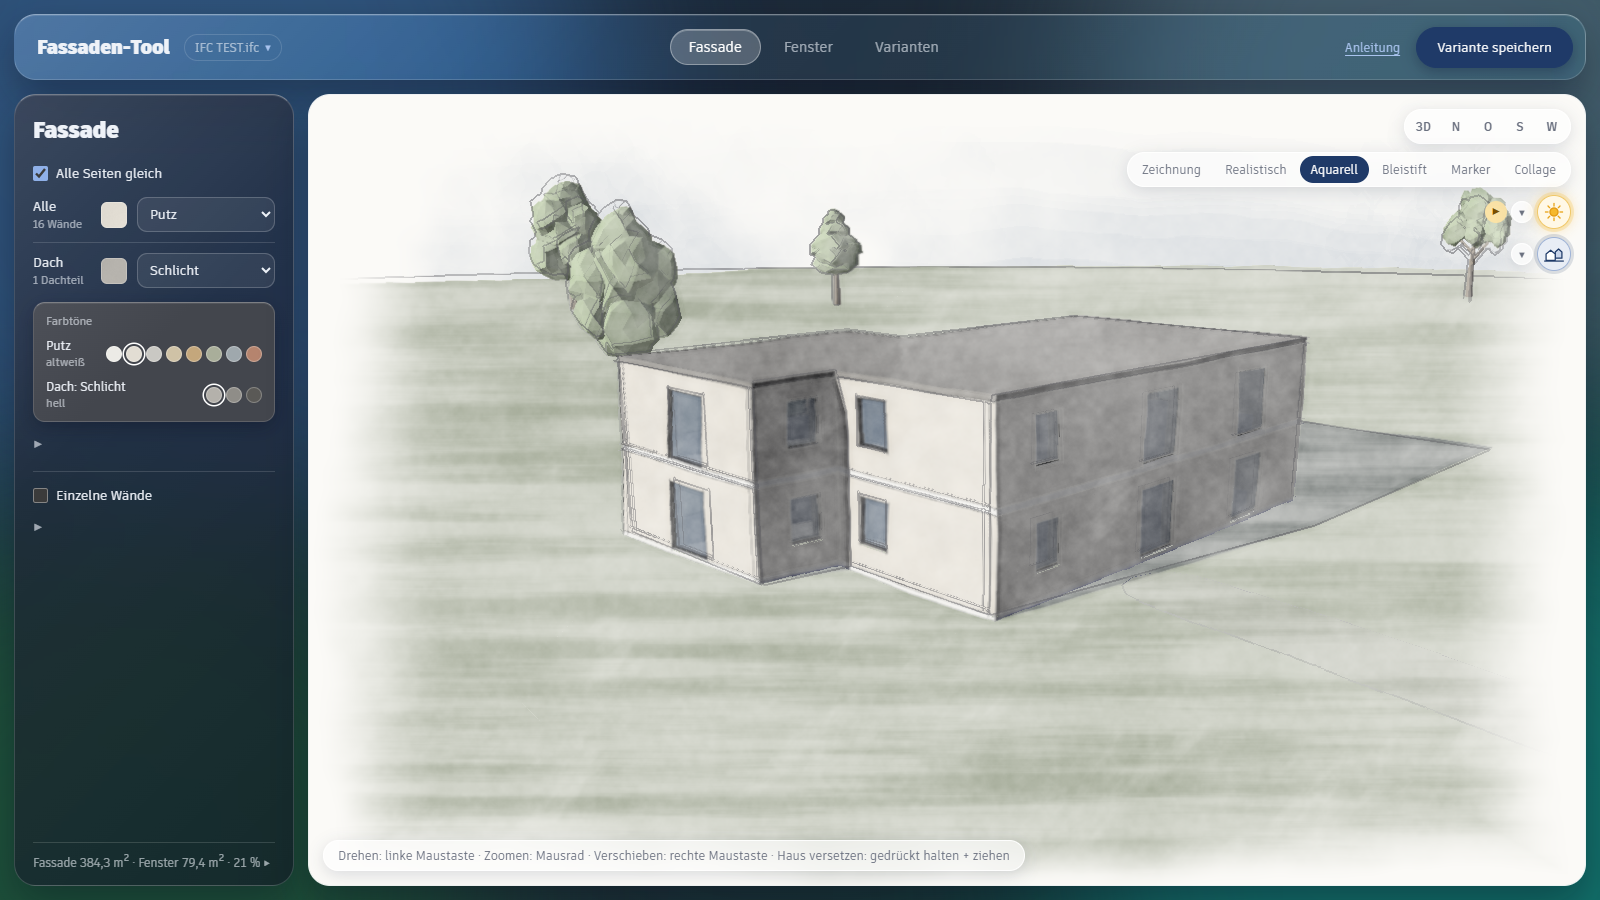 Fassaden-Tool
IFC TEST.ifc ▾
Fassade
Fenster
Varianten
Anleitung
Variante speichern
Fassade
Alle Seiten gleich
Alle
16 Wände
Putz
Dach
1 Dachteil
Schlicht
Farbtöne
Putz
altweiß
Dach: Schlicht
hell
Einzelne Wände
Fassade 384,3 m² · Fenster 79,4 m² · 21 % ▸
3D N O S W
Zeichnung Realistisch Aquarell Bleistift Marker Collage
Drehen: linke Maustaste · Zoomen: Mausrad · Verschieben: rechte Maustaste · Haus versetzen: gedrückt halten + ziehen